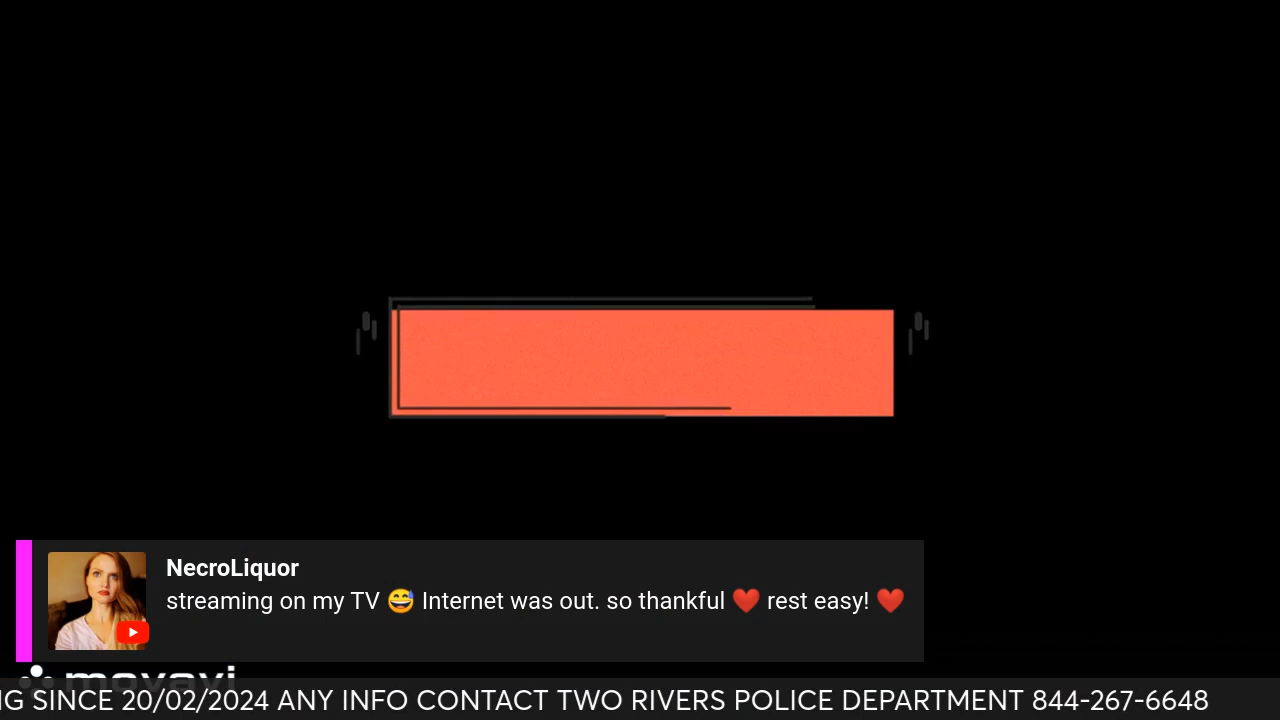 NecroLiquor
streaming on my TV 😅 Internet was out. so thankful ❤️ rest easy! ❤️
movavi
G SINCE 20/02/2024 ANY INFO CONTACT TWO RIVERS POLICE DEPARTMENT 844-267-6648